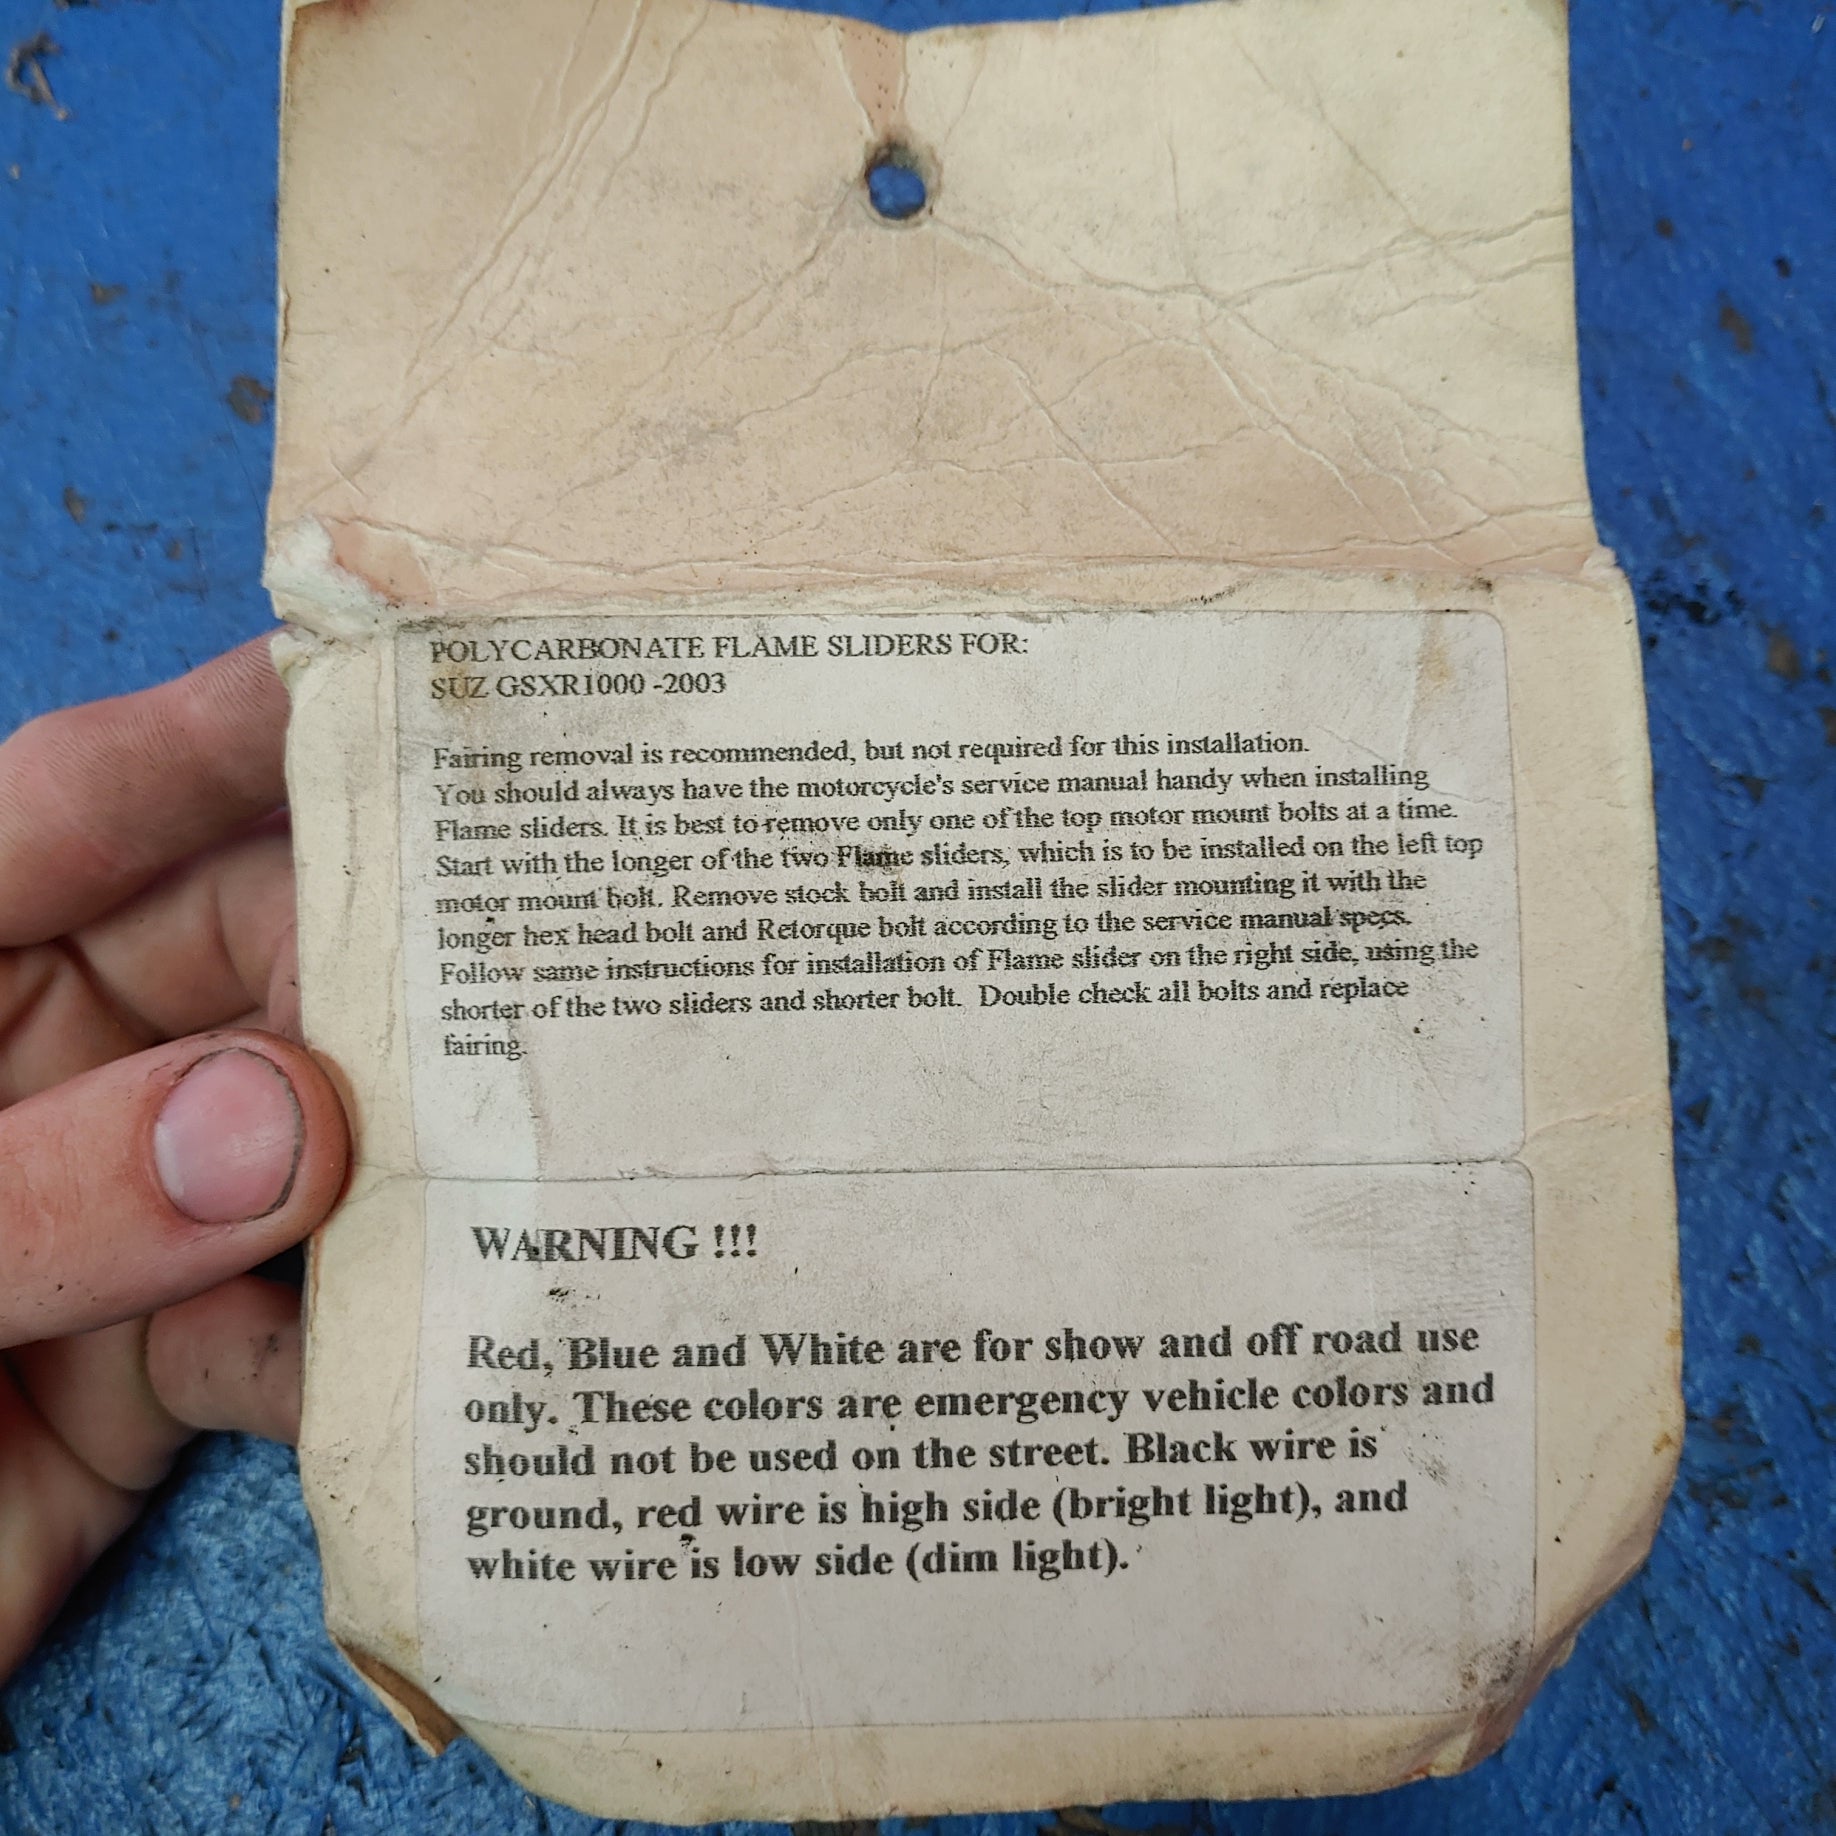 POLYCARBONATE FLAME SLIDERS FOR:
SUZ GSXR1000 -2003
Fairing removal is recommended, but not required for this installation.
You should always have the motorcycle's service manual handy when installing
Flame sliders. It is best to remove only one of the top motor mount bolts at a time.
Start with the longer of the two Flame sliders, which is to be installed on the left top
motor mount bolt. Remove stock bolt and install the slider mounting it with the
longer hex head bolt and Retorque bolt according to the service manual specs.
Follow same instructions for installation of Flame slider on the right side, using the
shorter of the two sliders and shorter bolt.  Double check all bolts and replace
fairing.
WARNING !!!
Red, Blue and White are for show and off road use
only. These colors are emergency vehicle colors and
should not be used on the street. Black wire is
ground, red wire is high side (bright light), and
white wire is low side (dim light).